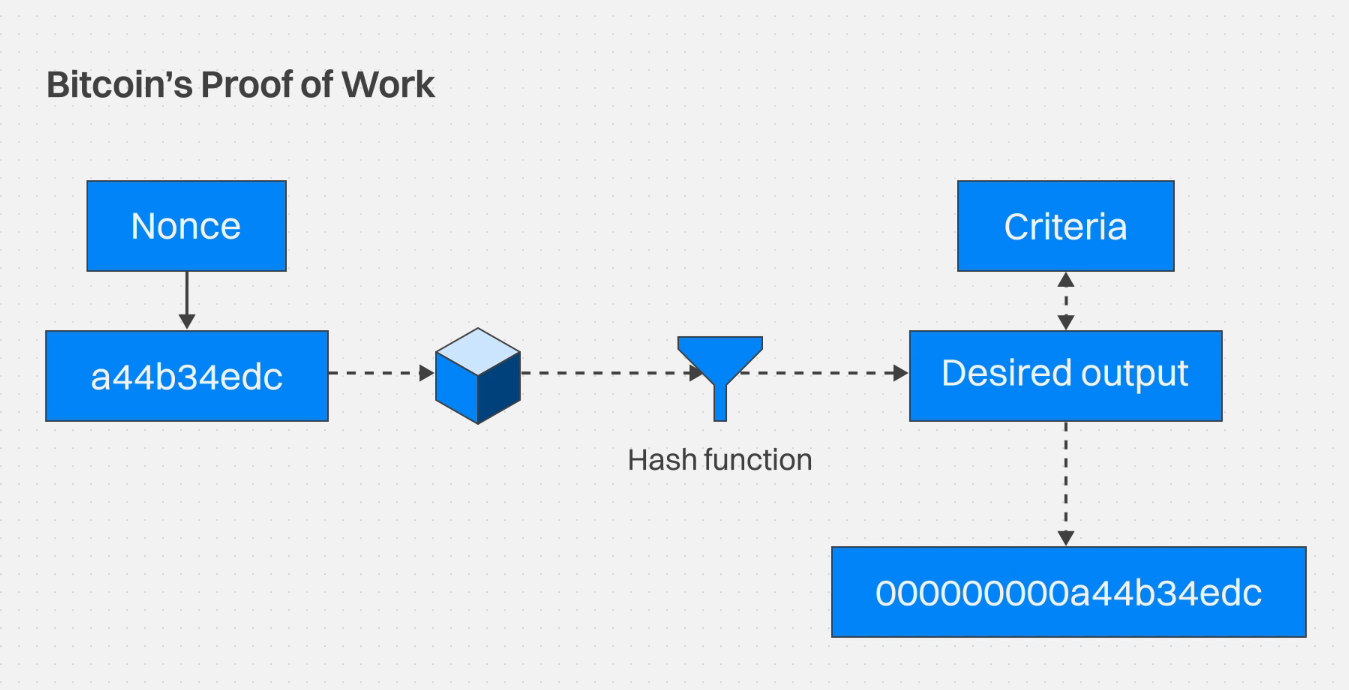 Bitcoin’s Proof of Work
Nonce
Criteria
a44b34edc
Desired output
Hash function
000000000a44b34edc